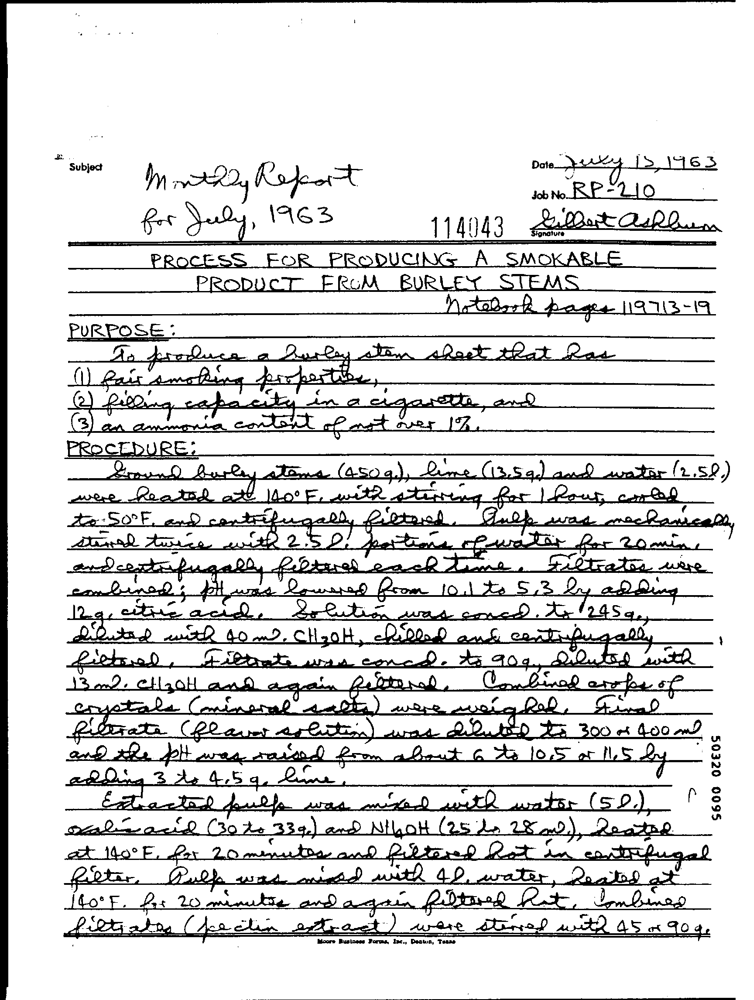 Subject
Monthly Report
for July, 1963
Date July 15, 1963
Job No. RP-210
114043
Gilbert Ashburn
Signature
PROCESS FOR PRODUCING A SMOKABLE
PRODUCT FROM BURLEY STEMS
Notebook pages 119713-19
PURPOSE:
To produce a burley stem sheet that has
(1) fair smoking properties,
(2) filling capacity in a cigarette, and
(3) an ammonia content of not over 1%.
PROCEDURE:
Ground burley stems (450g.), lime (13.5g.) and water (2.5l.)
were heated at 140°F. with stirring for 1 hour, cooled
to 50°F. and centrifugally filtered. Pulp was mechanically
stirred twice with 2.5 l. portions of water for 20 min.
and centrifugally filtered each time. Filtrates were
combined; pH was lowered from 10.1 to 5.3 by adding
12g. citric acid. Solution was concd. to 245g.,
diluted with 40 ml. CH3OH, chilled and centrifugally
filtered. Filtrate was concd. to 90g., diluted with
13 ml. CH3OH and again filtered. Combined crops of
crystals (mineral salts) were weighed. Final
filtrate (flavor solution) was diluted to 300 or 400 ml
and the pH was raised from about 6 to 10.5 or 11.5 by
adding 3 to 4.5g. lime.
Extracted pulp was mixed with water (5l.),
oxalic acid (30 to 33g.) and NH4OH (25 to 28 ml.), heated
at 140°F. for 20 minutes and filtered hot in centrifugal
filter. Pulp was mixed with 4l. water, heated at
140°F. for 20 minutes and again filtered hot. Combined
filtrates (pectin extract) were stirred with 45 or 90g.
50320 0095
Moore Business Forms, Inc., Denton, Texas